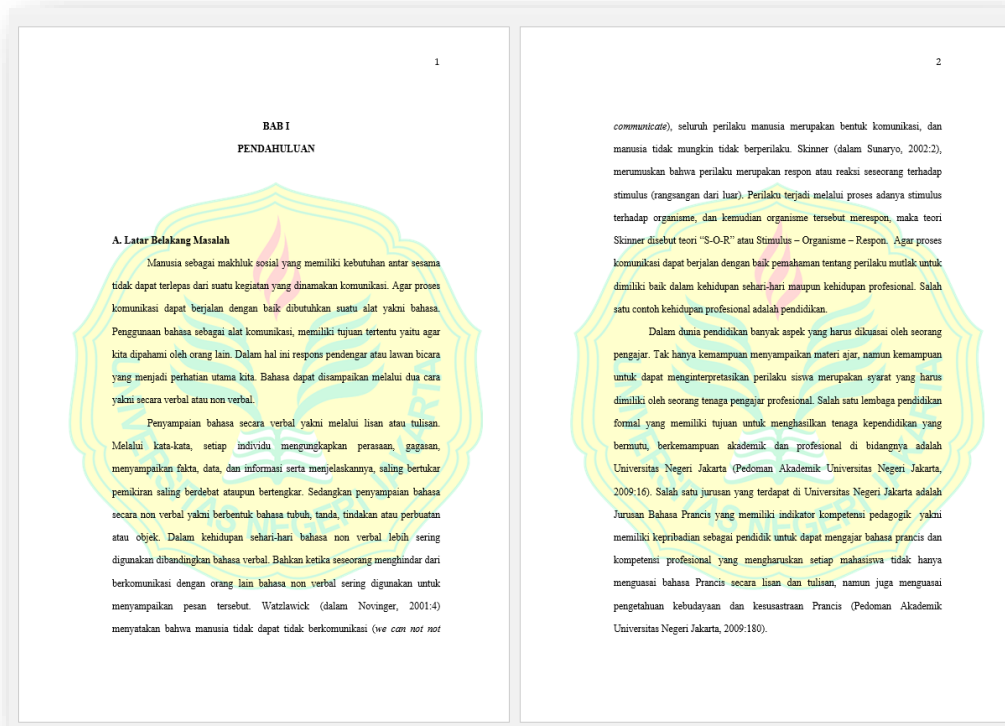 1
BAB I
PENDAHULUAN
A. Latar Belakang Masalah
Manusia sebagai makhluk sosial yang memiliki kebutuhan antar sesama
tidak dapat terlepas dari suatu kegiatan yang dinamakan komunikasi. Agar proses
komunikasi dapat berjalan dengan baik dibutuhkan suatu alat yakni bahasa.
Penggunaan bahasa sebagai alat komunikasi, memiliki tujuan tertentu yaitu agar
kita dipahami oleh orang lain. Dalam hal ini respons pendengar atau lawan bicara
yang menjadi perhatian utama kita. Bahasa dapat disampaikan melalui dua cara
yakni secara verbal atau non verbal.
Penyampaian bahasa secara verbal yakni melalui lisan atau tulisan.
Melalui kata-kata, setiap individu mengungkapkan perasaan, gagasan,
menyampaikan fakta, data, dan informasi serta menjelaskannya, saling bertukar
pemikiran saling berdebat ataupun bertengkar. Sedangkan penyampaian bahasa
secara non verbal yakni berbentuk bahasa tubuh, tanda, tindakan atau perbuatan
atau objek. Dalam kehidupan sehari-hari bahasa non verbal lebih sering
digunakan dibandingkan bahasa verbal. Bahkan ketika seseorang menghindar dari
berkomunikasi dengan orang lain bahasa non verbal sering digunakan untuk
menyampaikan pesan tersebut. Watzlawick (dalam Novinger, 2001:4)
menyatakan bahwa manusia tidak dapat tidak berkomunikasi (we can not not
2
communicate), seluruh perilaku manusia merupakan bentuk komunikasi, dan
manusia tidak mungkin tidak berperilaku. Skinner (dalam Sunaryo, 2002:2),
merumuskan bahwa perilaku merupakan respon atau reaksi seseorang terhadap
stimulus (rangsangan dari luar). Perilaku terjadi melalui proses adanya stimulus
terhadap organisme, dan kemudian organisme tersebut merespon, maka teori
Skinner disebut teori “S-O-R” atau Stimulus – Organisme – Respon. Agar proses
komunikasi dapat berjalan dengan baik pemahaman tentang perilaku mutlak untuk
dimiliki baik dalam kehidupan sehari-hari maupun kehidupan profesional. Salah
satu contoh kehidupan profesional adalah pendidikan.
Dalam dunia pendidikan banyak aspek yang harus dikuasai oleh seorang
pengajar. Tak hanya kemampuan menyampaikan materi ajar, namun kemampuan
untuk dapat menginterpretasikan perilaku siswa merupakan syarat yang harus
dimiliki oleh seorang tenaga pengajar profesional. Salah satu lembaga pendidikan
formal yang memiliki tujuan untuk menghasilkan tenaga kependidikan yang
bermutu, berkemampuan akademik dan profesional di bidangnya adalah
Universitas Negeri Jakarta (Pedoman Akademik Universitas Negeri Jakarta,
2009:16). Salah satu jurusan yang terdapat di Universitas Negeri Jakarta adalah
Jurusan Bahasa Prancis yang memiliki indikator kompetensi pedagogik yakni
memiliki kepribadian sebagai pendidik untuk dapat mengajar bahasa prancis dan
kompetensi profesional yang mengharuskan setiap mahasiswa tidak hanya
menguasai bahasa Prancis secara lisan dan tulisan, namun juga menguasai
pengetahuan kebudayaan dan kesusastraan Prancis (Pedoman Akademik
Universitas Negeri Jakarta, 2009:180).